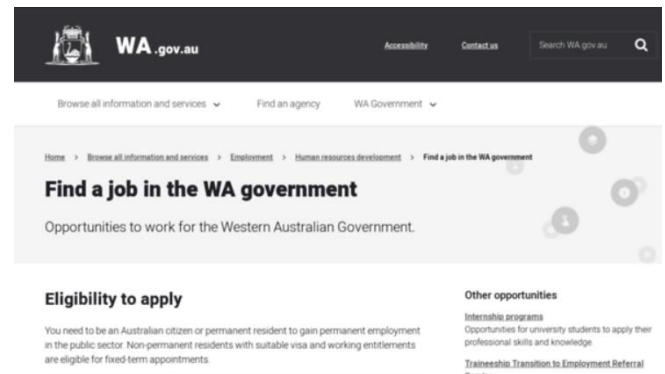 WA.gov.au
Accessibility Contact us Search WA.gov.au
Browse all information and services Find an agency WA Government
Home > Browse all information and services > Employment > Human resources development > Find a job in the WA government
Find a job in the WA government
Opportunities to work for the Western Australian Government.
Eligibility to apply
You need to be an Australian citizen or permanent resident to gain permanent employment
in the public sector. Non-permanent residents with suitable visa and working entitlements
are eligible for fixed-term appointments.
Other opportunities
Internship programs
Opportunities for university students to apply their
professional skills and knowledge.
Traineeship Transition to Employment Referral